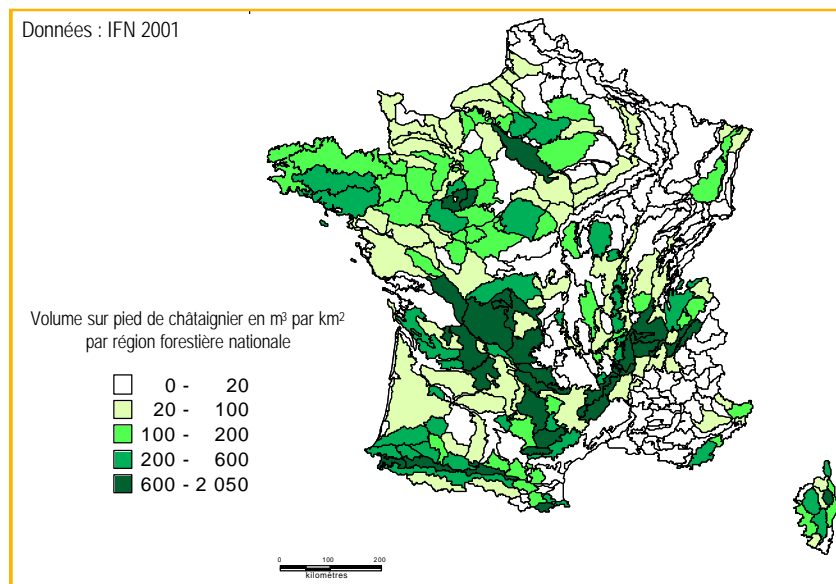 Données : IFN 2001
Volume sur pied de châtaignier en m³ par km²
par région forestière nationale
0 - 20
20 - 100
100 - 200
200 - 600
600 - 2 050
0 100 200
kilomètres